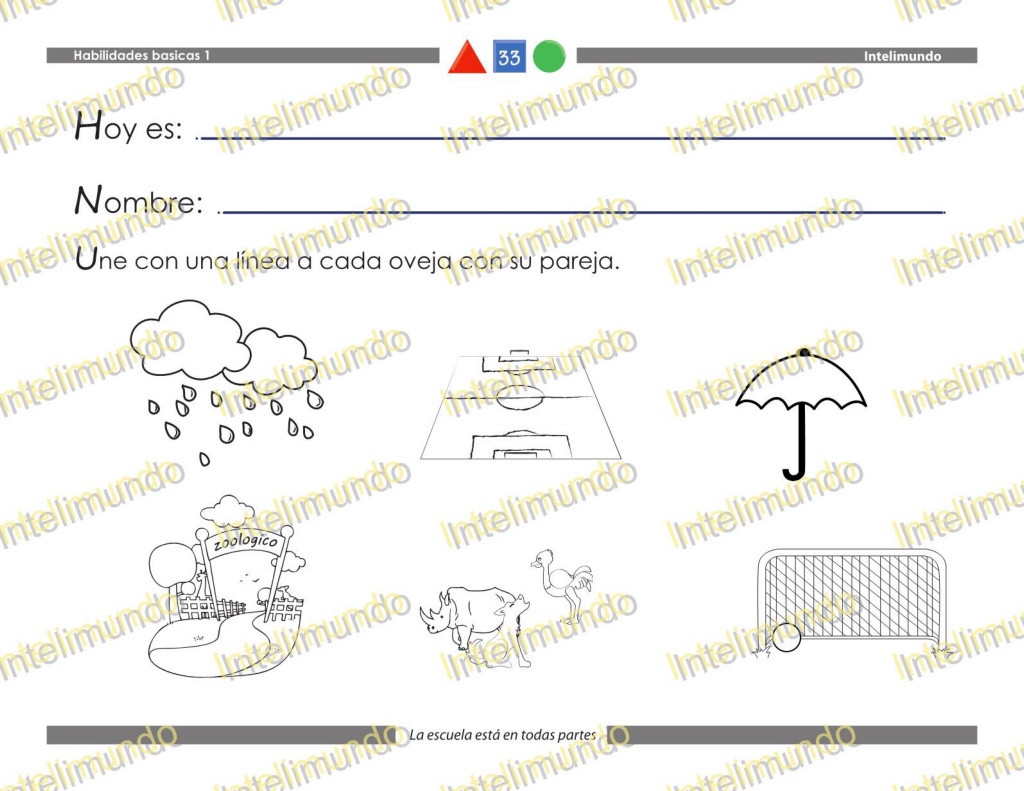 Habilidades basicas 1
33
Intelimundo
Hoy es:
Nombre:
Une con una línea a cada oveja con su pareja.
zoologico
La escuela está en todas partes